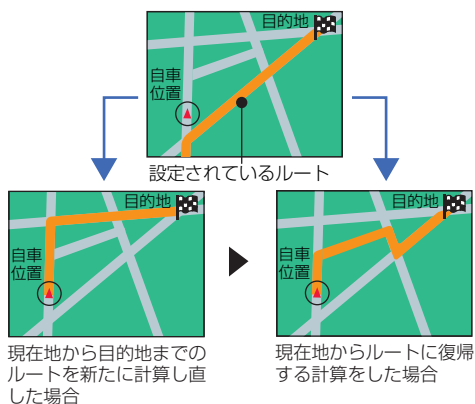 目的地
自車
位置
設定されているルート
目的地
自車
位置
現在地から目的地までの
ルートを新たに計算し直
した場合
目的地
自車
位置
現在地からルートに復帰
する計算をした場合